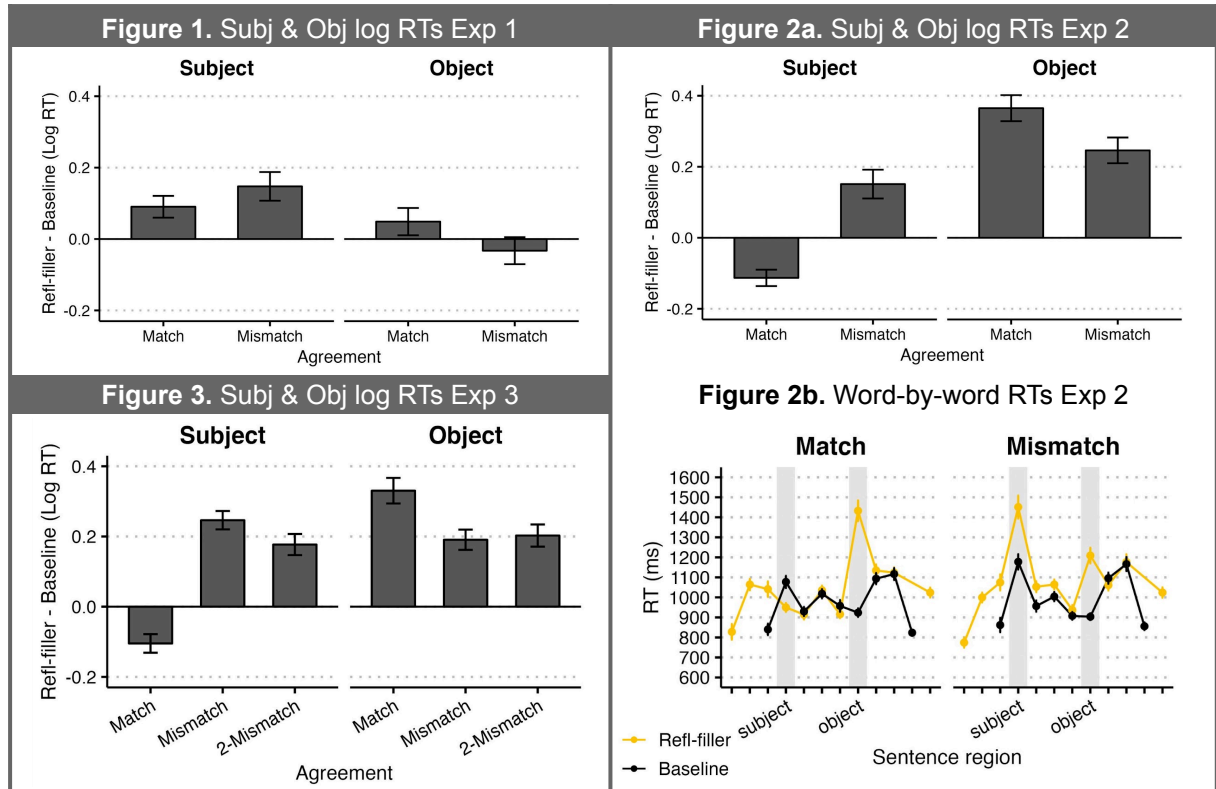 Figure 1. Subj & Obj log RTs Exp 1
Subject
Object
Refl-filler - Baseline (Log RT)
0.4
0.2
0.0
-0.2
Match
Mismatch
Match
Mismatch
Agreement
Figure 2a. Subj & Obj log RTs Exp 2
Subject
Object
Refl-filler - Baseline (Log RT)
0.4
0.2
0.0
-0.2
Match
Mismatch
Match
Mismatch
Agreement
Figure 3. Subj & Obj log RTs Exp 3
Subject
Object
Refl-filler - Baseline (Log RT)
0.4
0.2
0.0
-0.2
Match
Mismatch
2-Mismatch
Match
Mismatch
2-Mismatch
Agreement
Figure 2b. Word-by-word RTs Exp 2
Match
Mismatch
RT (ms)
1600
1500
1400
1300
1200
1100
1000
900
800
700
600
subject
object
subject
object
Sentence region
Refl-filler
Baseline